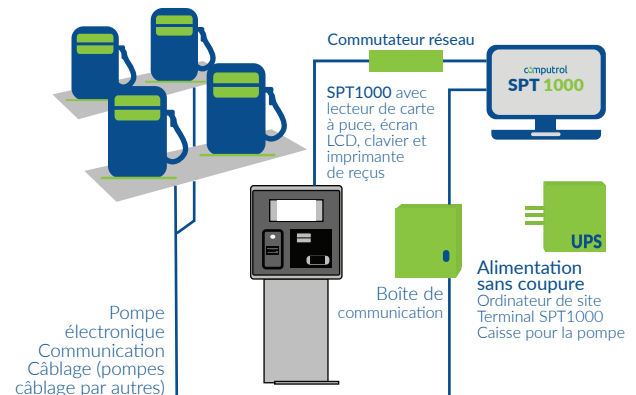 Commutateur réseau
computrol
SPT 1000
SPT1000 avec
lecteur de carte
à puce, écran
LCD, clavier et
imprimante
de reçus
UPS
Alimentation
sans coupure
Ordinateur de site
Terminal SPT1000
Caisse pour la pompe
Boîte de
communication
Pompe
électronique
Communication
Câblage (pompes
câblage par autres)